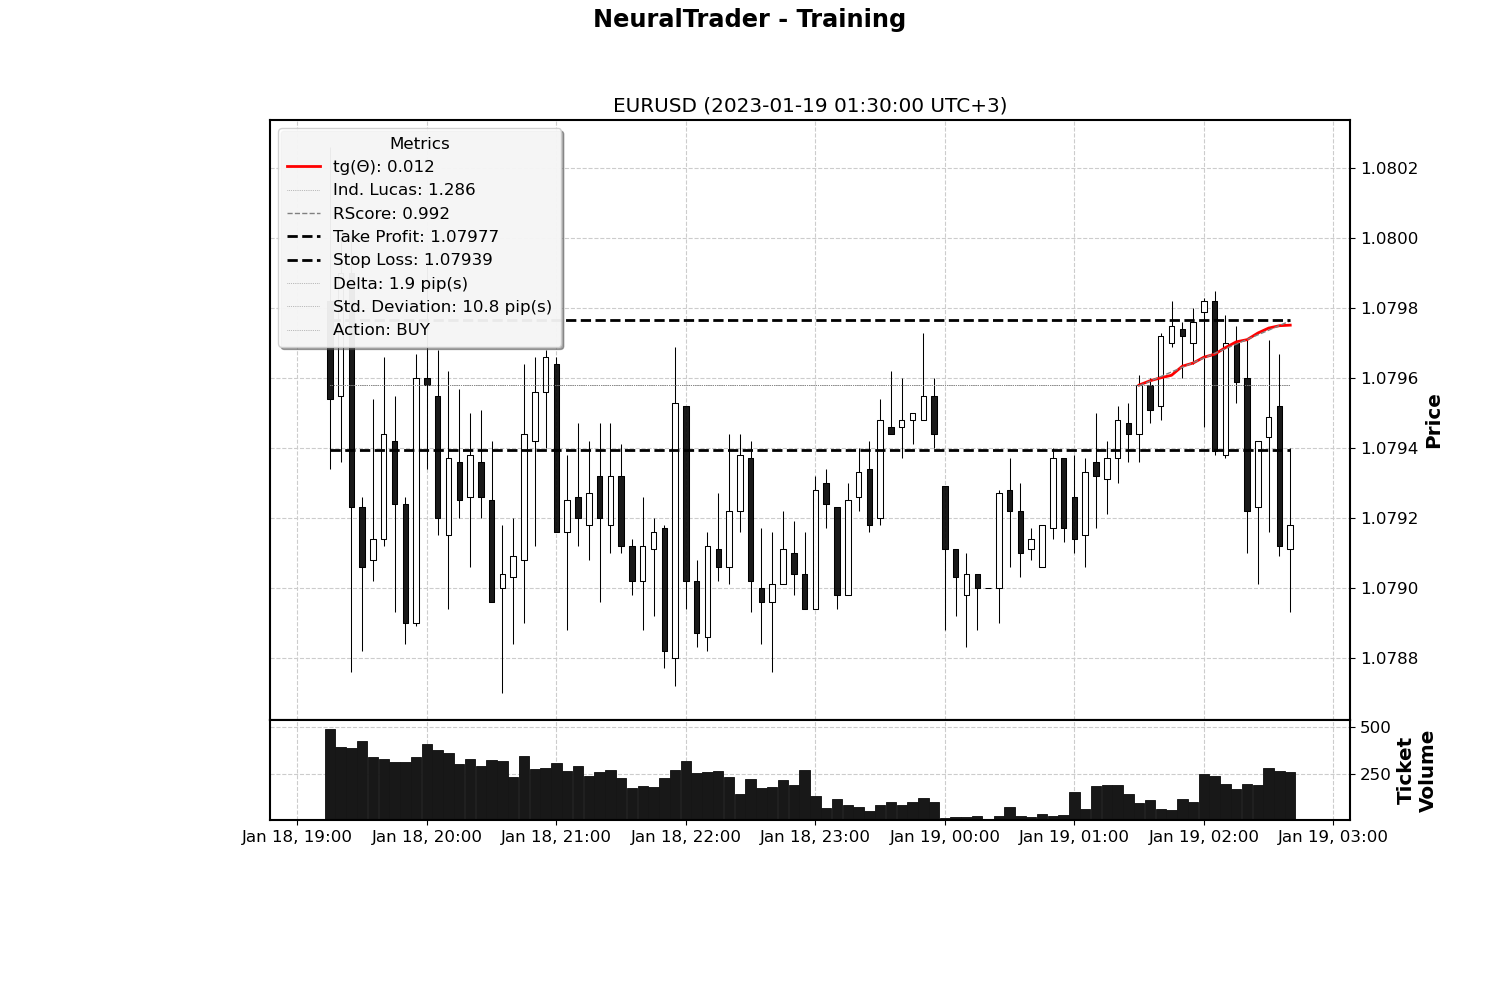 NeuralTrader - Training
EURUSD (2023-01-19 01:30:00 UTC+3)
Metrics
tg(Θ): 0.012
Ind. Lucas: 1.286
RScore: 0.992
Take Profit: 1.07977
Stop Loss: 1.07939
Delta: 1.9 pip(s)
Std. Deviation: 10.8 pip(s)
Action: BUY
1.0802
1.0800
1.0798
1.0796
1.0794
1.0792
1.0790
1.0788
Price
500
250
Ticket
Volume
Jan 18, 19:00 Jan 18, 20:00 Jan 18, 21:00 Jan 18, 22:00 Jan 18, 23:00 Jan 19, 00:00 Jan 19, 01:00 Jan 19, 02:00 Jan 19, 03:00